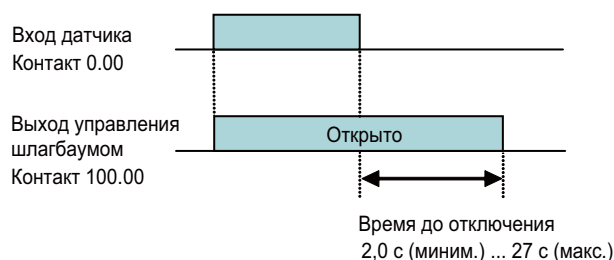 Вход датчика
Контакт 0.00
Выход управления
шлагбаумом
Контакт 100.00
Открыто
Время до отключения
2,0 с (миним.) ... 27 с (макс.)